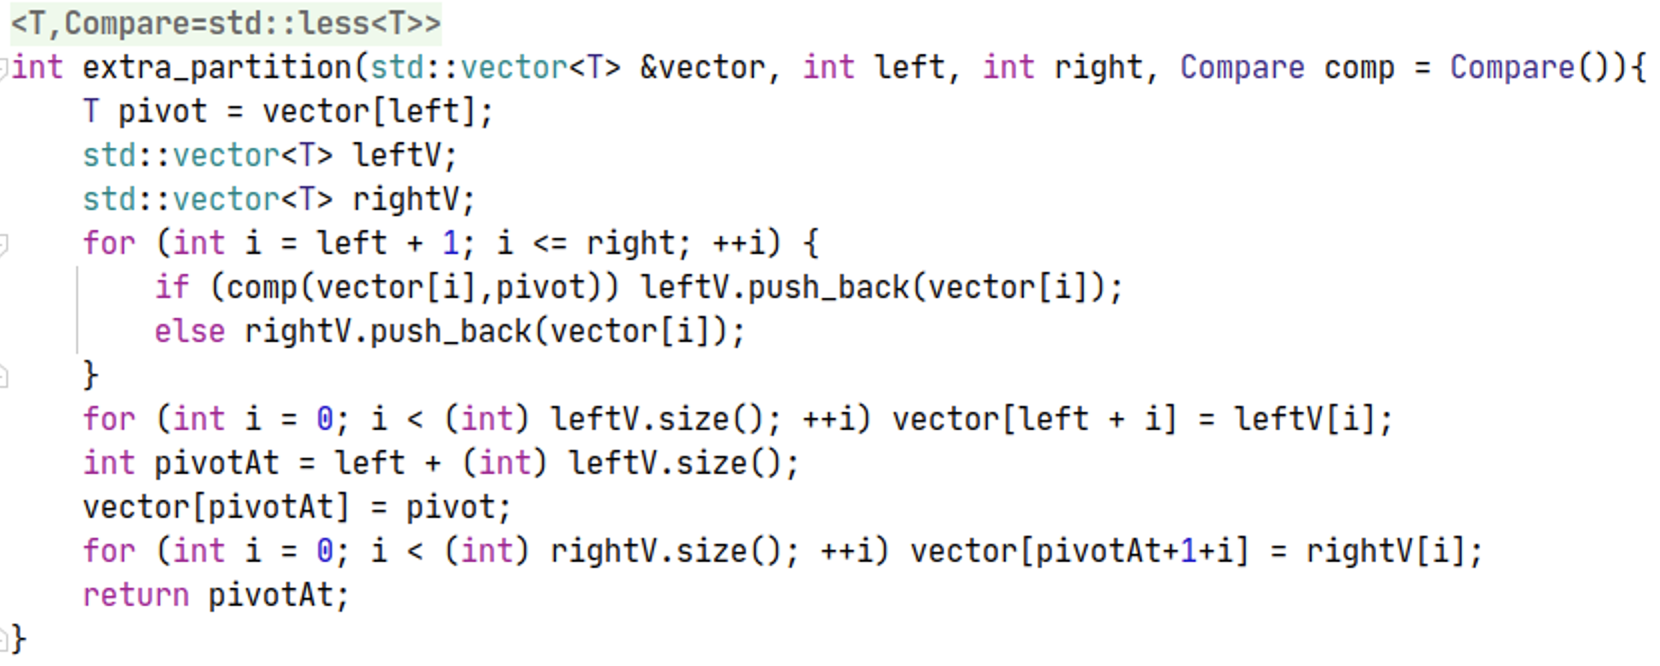 <T,Compare=std::less<T>>
int extra_partition(std::vector<T> &vector, int left, int right, Compare comp = Compare()){
    T pivot = vector[left];
    std::vector<T> leftV;
    std::vector<T> rightV;
    for (int i = left + 1; i <= right; ++i) {
        if (comp(vector[i],pivot)) leftV.push_back(vector[i]);
        else rightV.push_back(vector[i]);
    }
    for (int i = 0; i < (int) leftV.size(); ++i) vector[left + i] = leftV[i];
    int pivotAt = left + (int) leftV.size();
    vector[pivotAt] = pivot;
    for (int i = 0; i < (int) rightV.size(); ++i) vector[pivotAt+1+i] = rightV[i];
    return pivotAt;
}